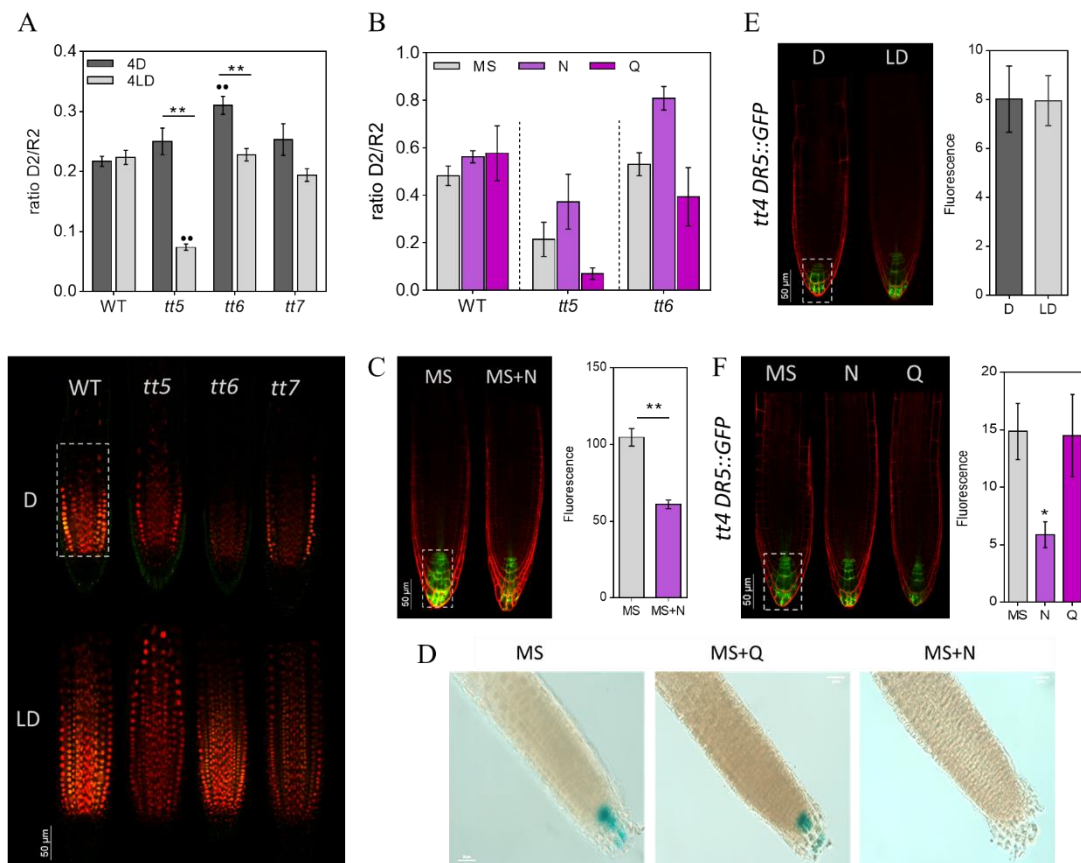 A
ratio D2/R2
0.4
0.3
0.2
0.1
0.0
4D
4LD
**
••
**
••
WT tt5 tt6 tt7
B
ratio D2/R2
1.0
0.8
0.6
0.4
0.2
0.0
MS N Q
WT tt5 tt6
E
tt4 DR5::GFP
D LD
50 µm
Fluorescence
10
8
6
4
2
0
D LD
WT tt5 tt6 tt7
D
LD
50 µm
C
MS MS+N
50 µm
Fluorescence
150
100
50
0
**
MS MS+N
F
tt4 DR5::GFP
MS N Q
50 µm
Fluorescence
20
15
10
5
0
*
MS N Q
D
MS MS+Q MS+N